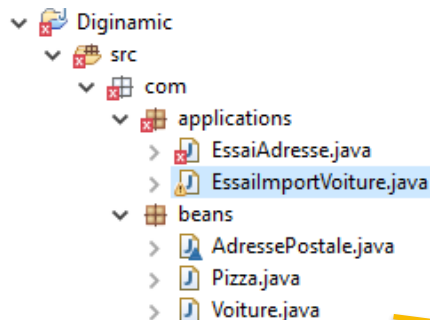 Diginamic
src
com
applications
EssaiAdresse.java
EssaiImportVoiture.java
beans
AdressePostale.java
Pizza.java
Voiture.java